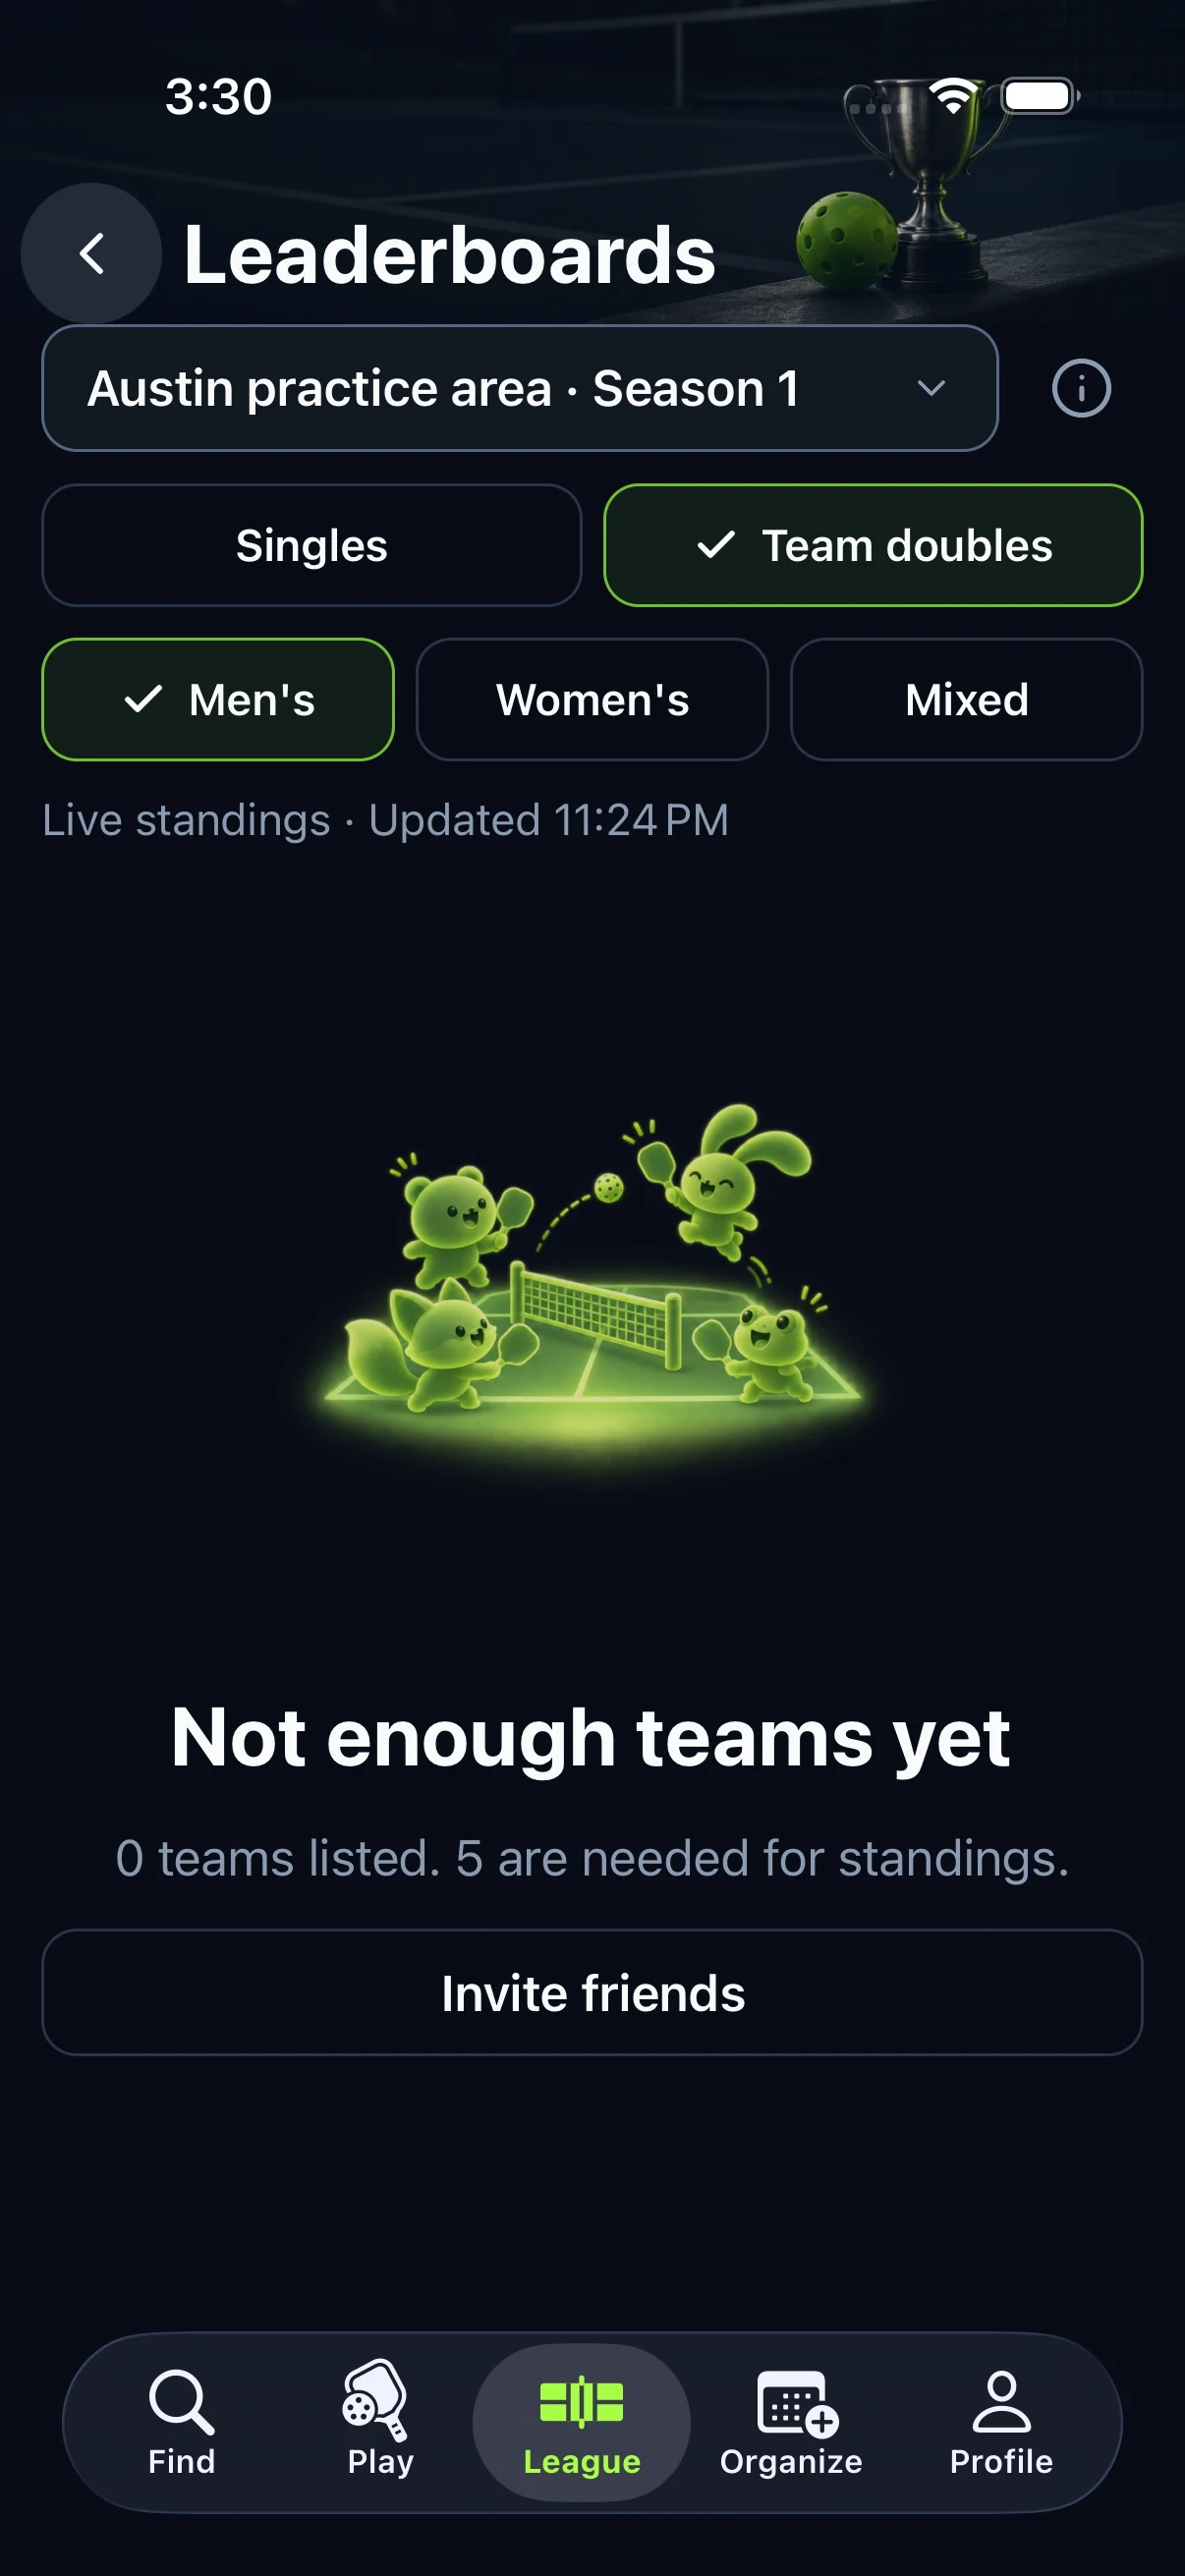 3:30
Leaderboards
Austin practice area · Season 1
Singles
Team doubles
Men's
Women's
Mixed
Live standings · Updated 11:24 PM
Not enough teams yet
0 teams listed. 5 are needed for standings.
Invite friends
Find
Play
League
Organize
Profile